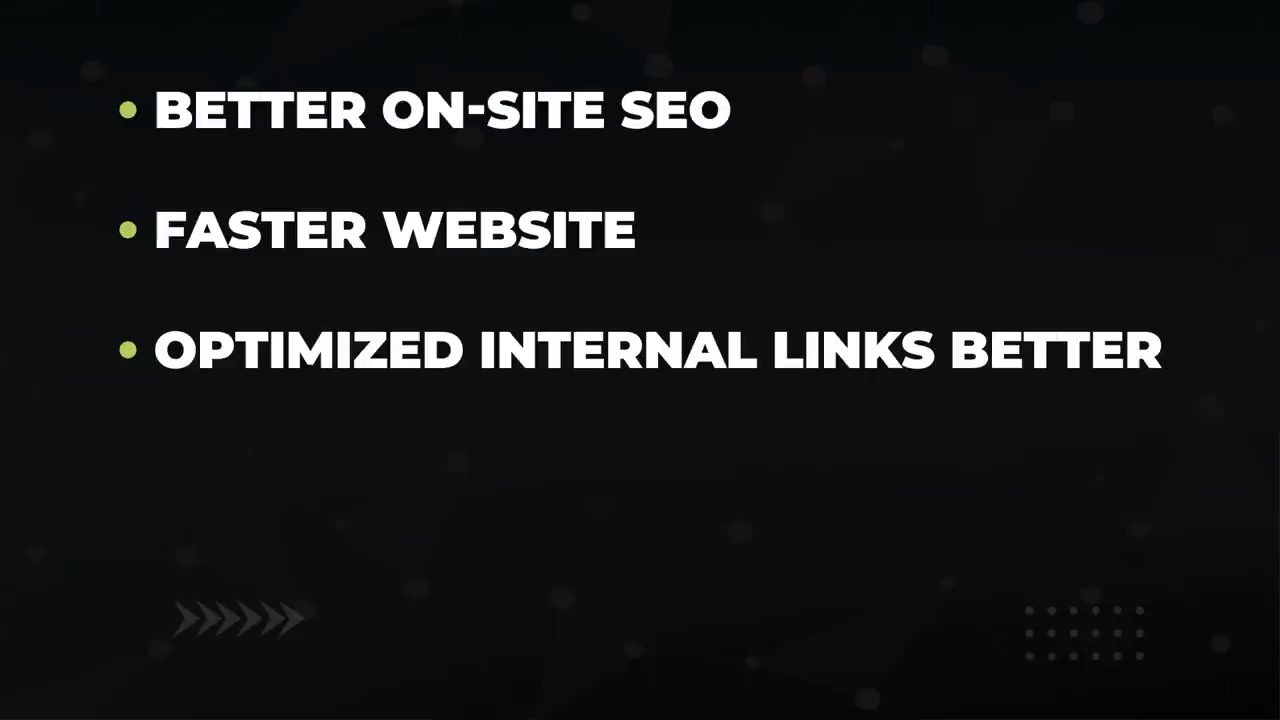 • BETTER ON-SITE SEO
• FASTER WEBSITE
• OPTIMIZED INTERNAL LINKS BETTER